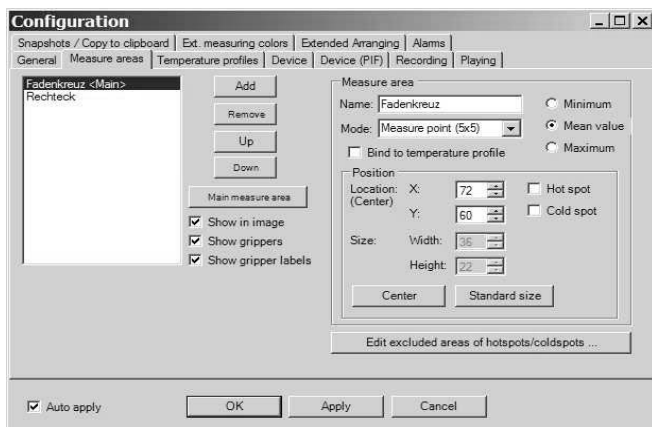 Configuration
Snapshots / Copy to clipboard Ext. measuring colors Extended Arranging Alarms
General Measure areas Temperature profiles Device Device (PIF) Recording Playing
Fadenkreuz <Main>
Rechteck
Add
Remove
Up
Down
Main measure area
Show in image
Show grippers
Show gripper labels
Measure area
Name: Fadenkreuz
Mode: Measure point (5x5)
Bind to temperature profile
Minimum
Mean value
Maximum
Position
Location: X: 72
(Center)
Y: 60
Hot spot
Cold spot
Size: Width: 36
Height: 22
Center Standard size
Edit excluded areas of hotspots/coldspots ...
Auto apply OK Apply Cancel